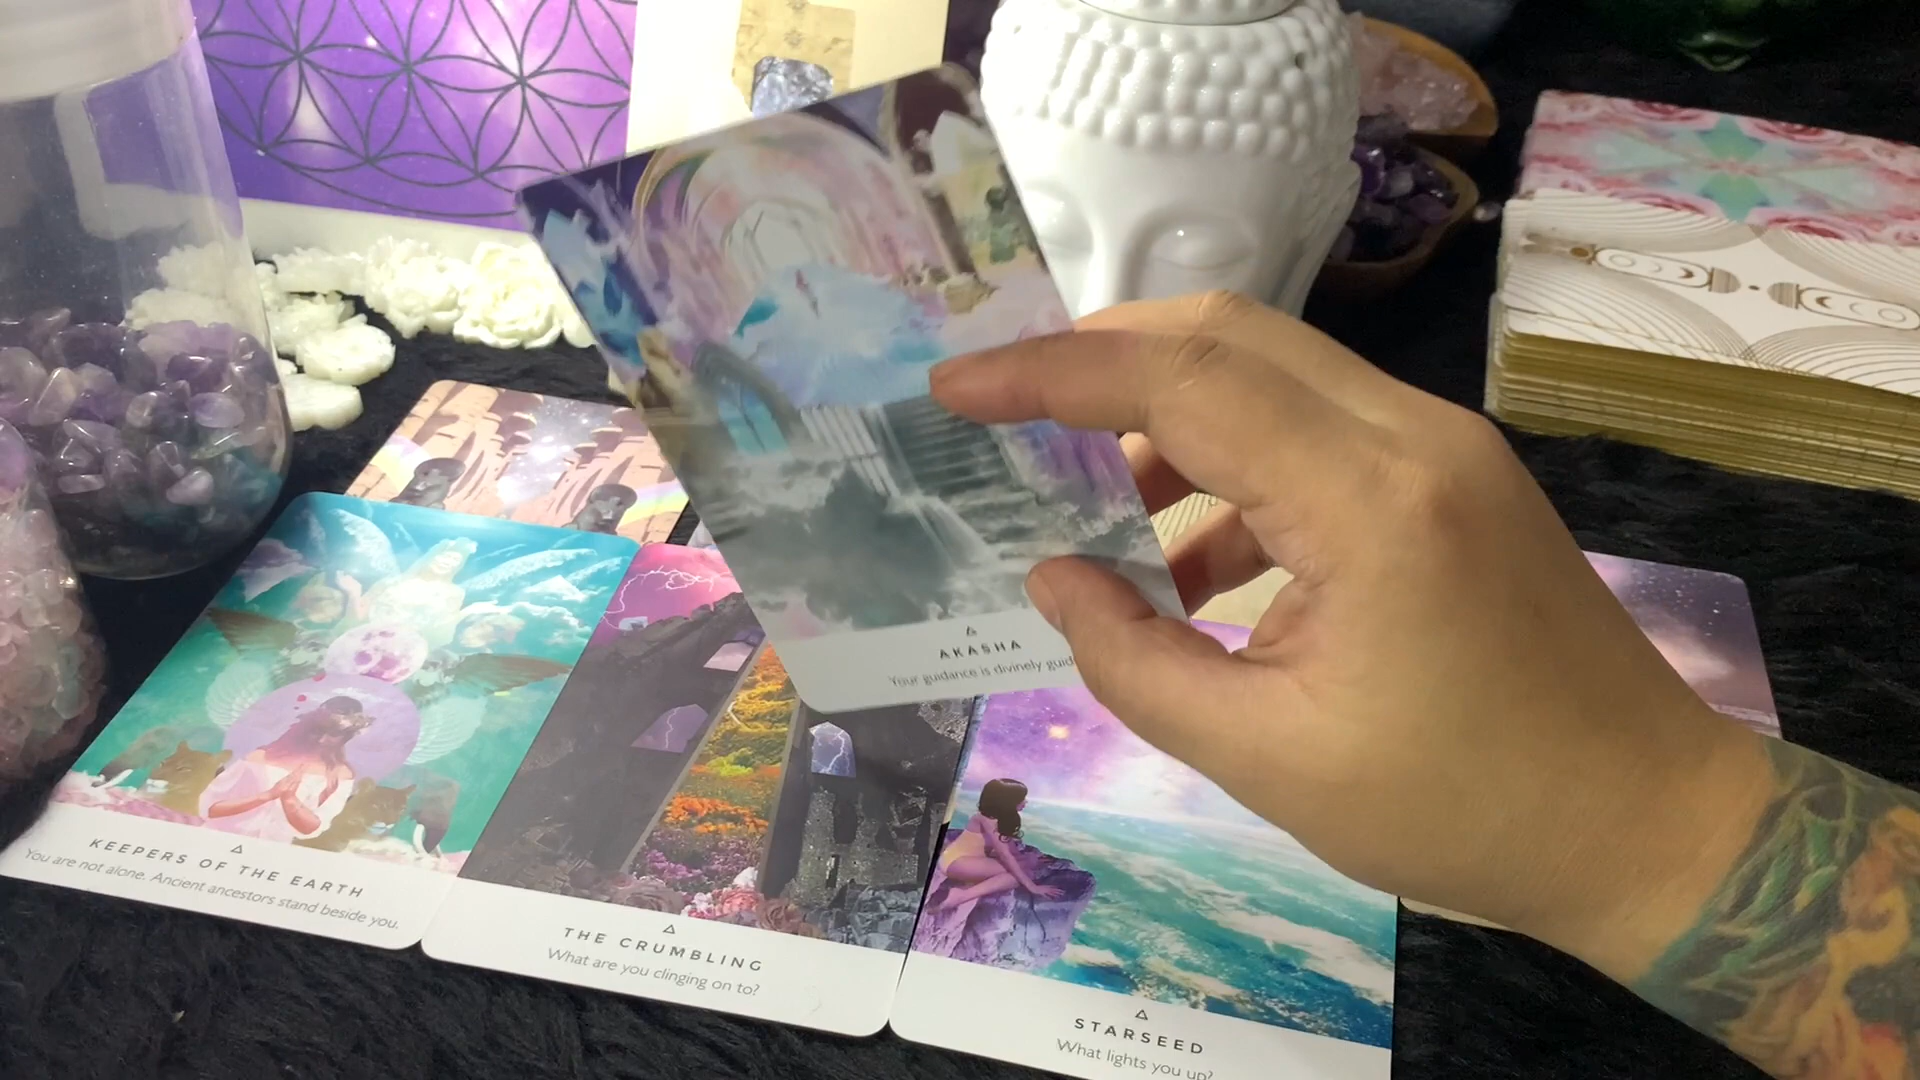 AKASHA
Your guidance is divinely
KEEPERS OF THE EARTH
You are not alone. Ancient ancestors stand beside you.
THE CRUMBLING
What are you clinging on to?
STARSEED
What lights you up?